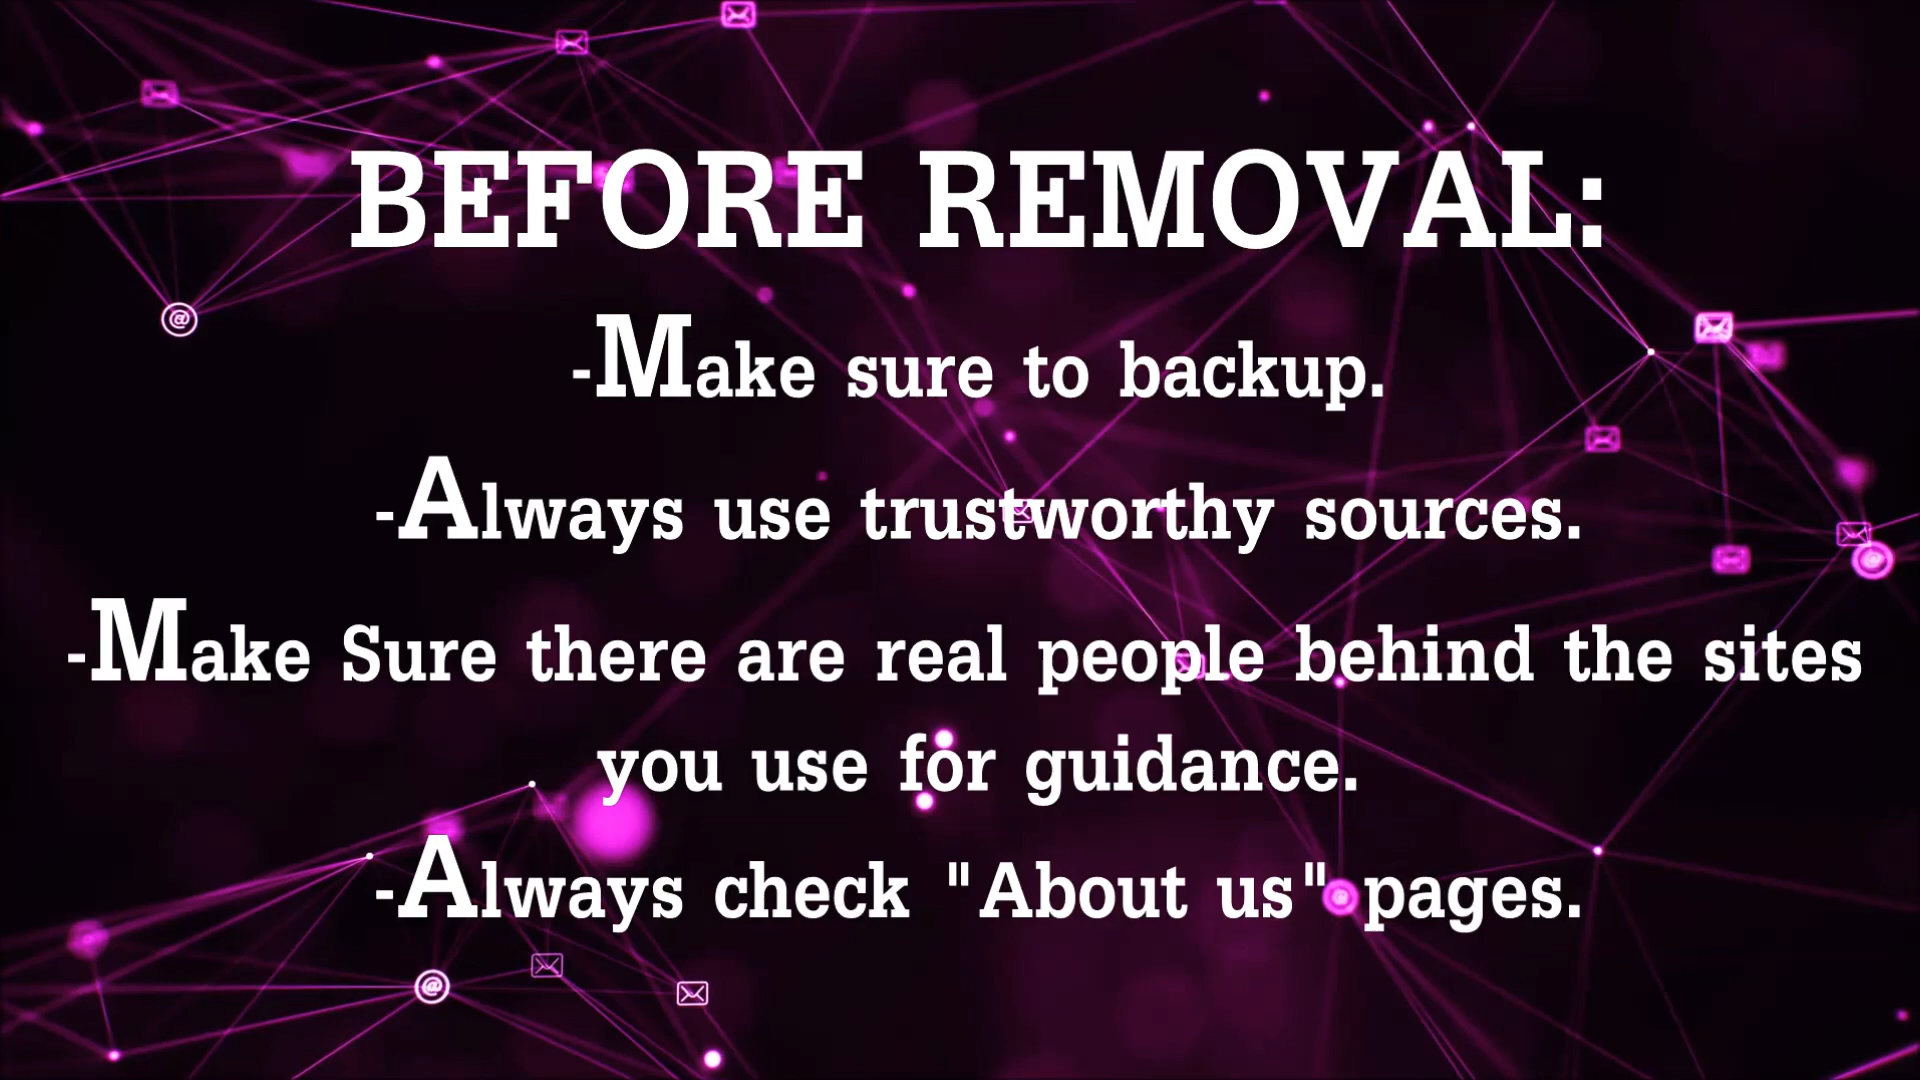 BEFORE REMOVAL:
-Make sure to backup.
-Always use trustworthy sources.
-Make Sure there are real people behind the sites
you use for guidance.
-Always check "About us" pages.